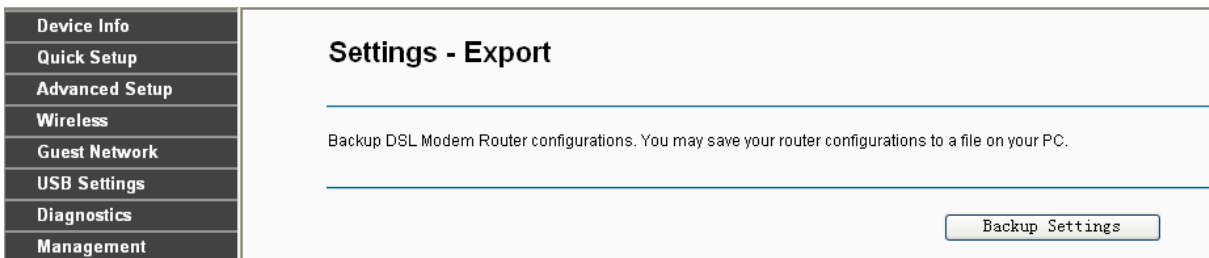 Device Info
Quick Setup
Advanced Setup
Wireless
Guest Network
USB Settings
Diagnostics
Management
Settings - Export
Backup DSL Modem Router configurations. You may save your router configurations to a file on your PC.
Backup Settings